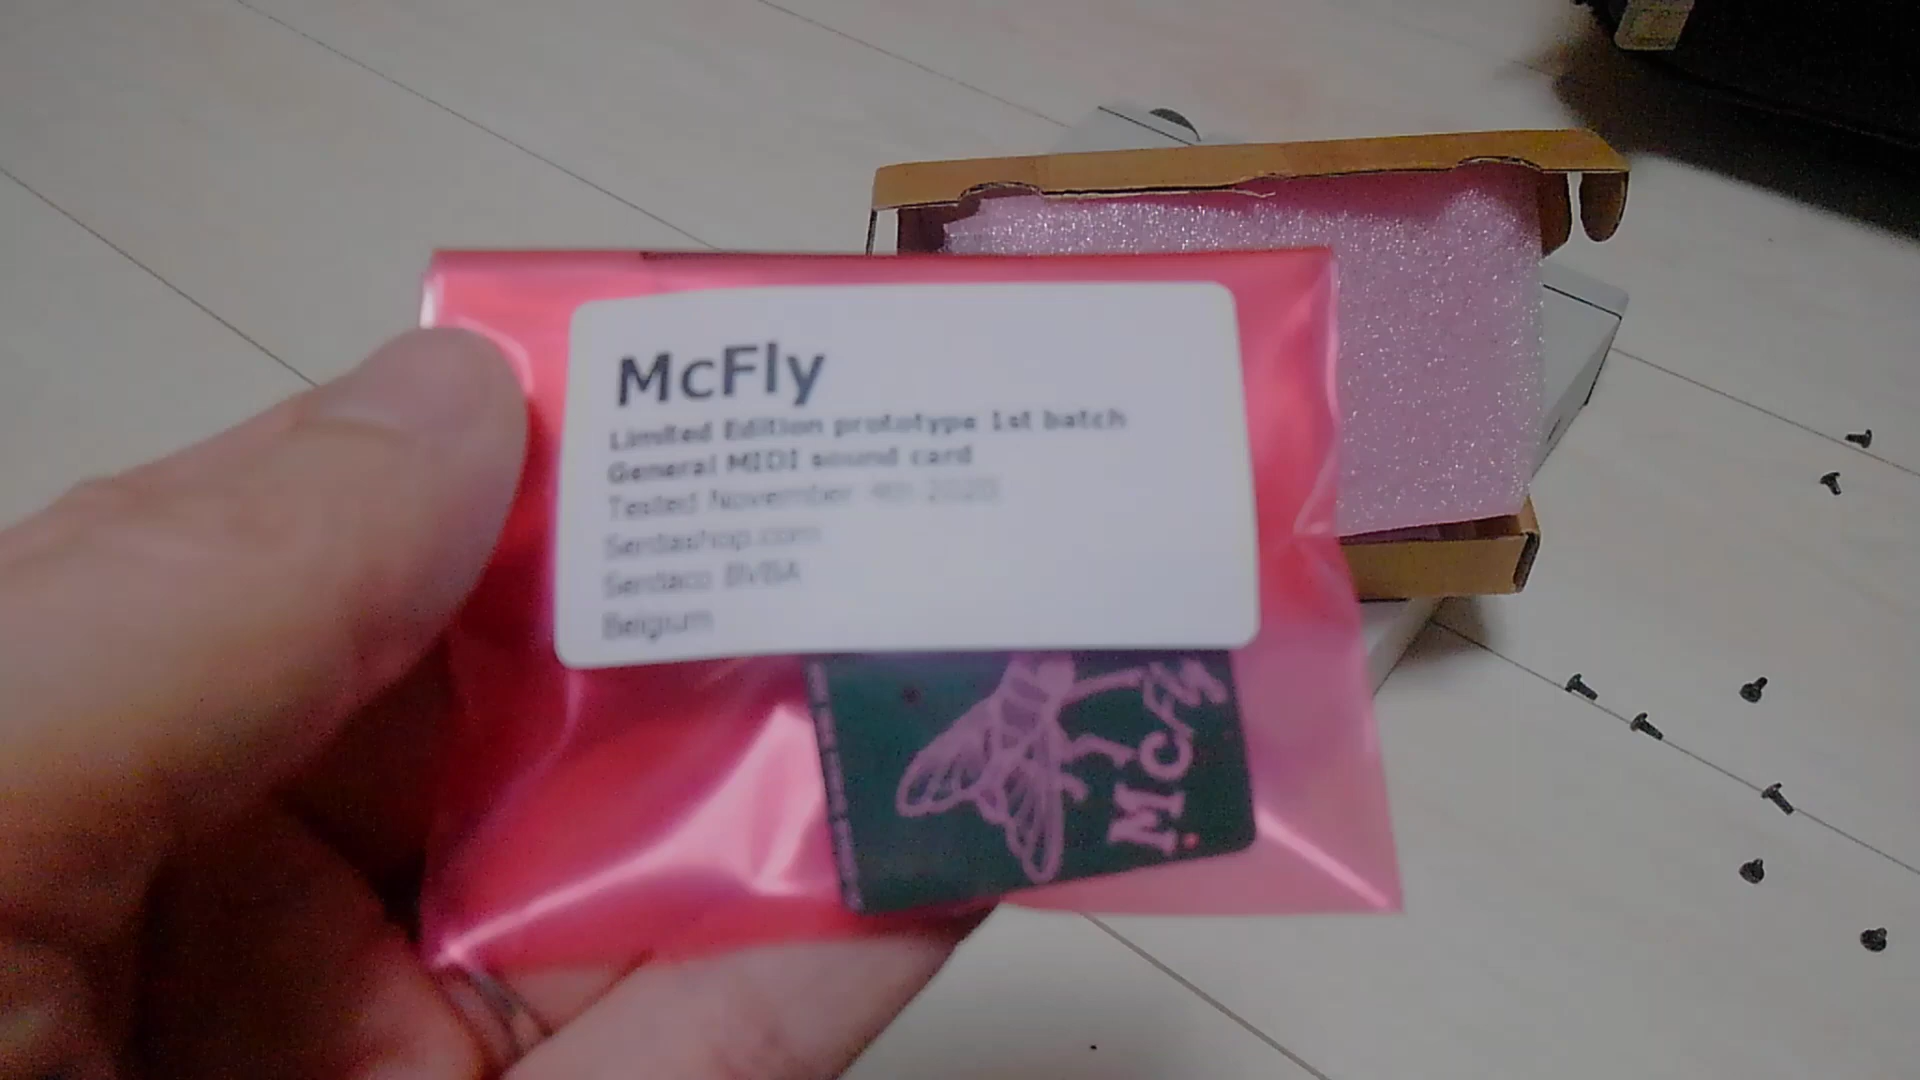 McFly
Limited Edition prototype 1st batch
General MIDI sound card
Tested November 4th 2020
Serdashop.com
Serdaco BVBA
Belgium
McFly